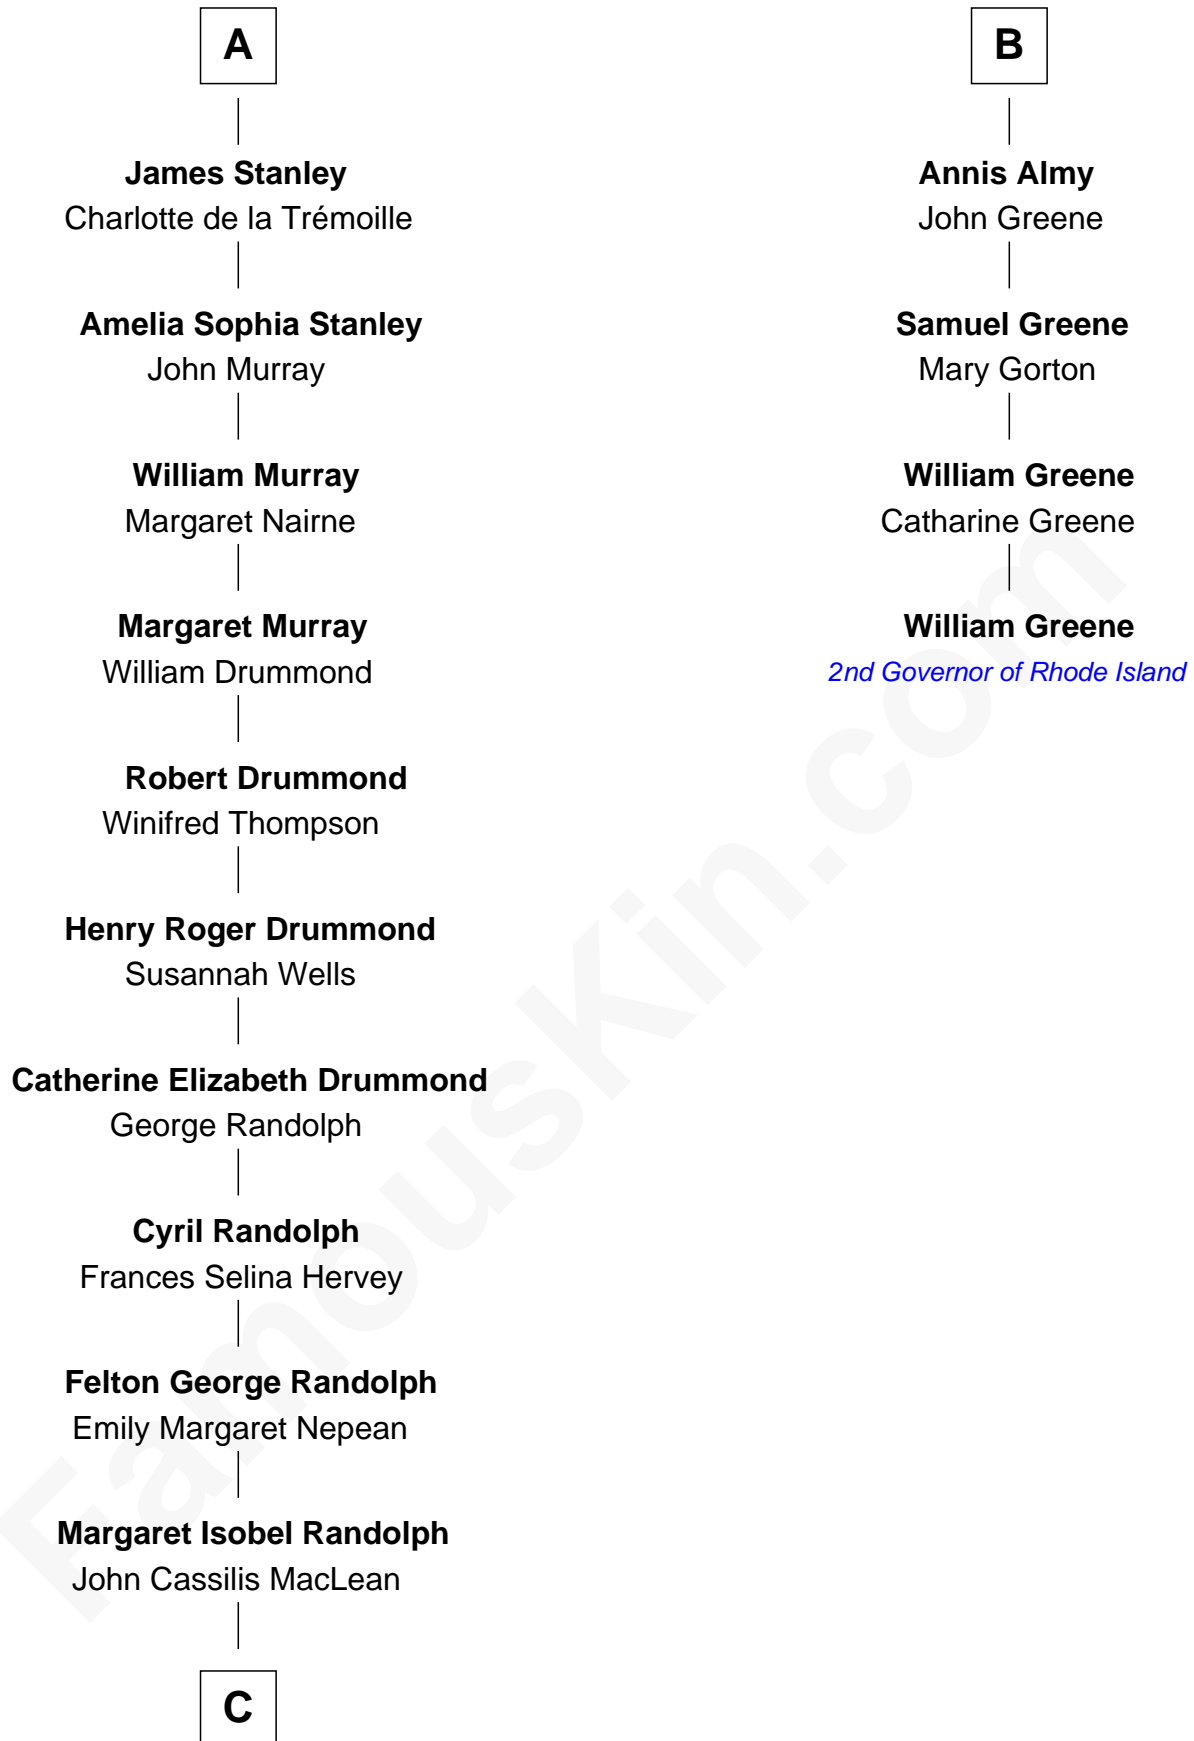 A
James Stanley
Charlotte de la Trémoille
Amelia Sophia Stanley
John Murray
William Murray
Margaret Nairne
Margaret Murray
William Drummond
Robert Drummond
Winifred Thompson
Henry Roger Drummond
Susannah Wells
Catherine Elizabeth Drummond
George Randolph
Cyril Randolph
Frances Selina Hervey
Felton George Randolph
Emily Margaret Nepean
Margaret Isobel Randolph
John Cassilis MacLean
C
B
Annis Almy
John Greene
Samuel Greene
Mary Gorton
William Greene
Catharine Greene
William Greene
2nd Governor of Rhode Island
FamousKin.com